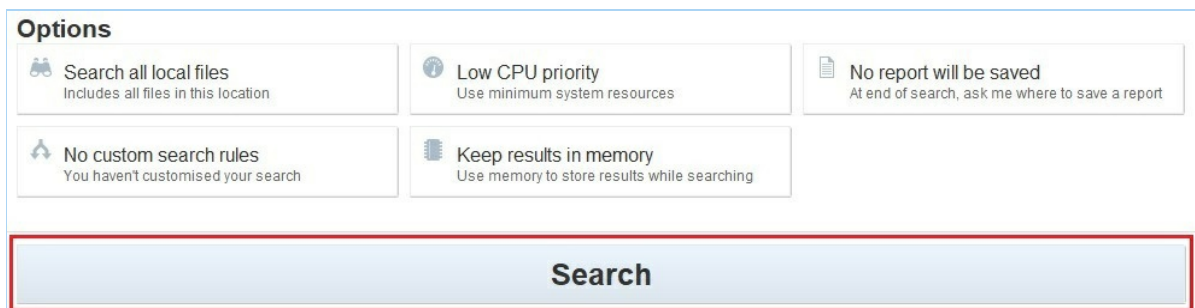 Options
Search all local files
Includes all files in this location
Low CPU priority
Use minimum system resources
No report will be saved
At end of search, ask me where to save a report
No custom search rules
You haven't customised your search
Keep results in memory
Use memory to store results while searching
Search